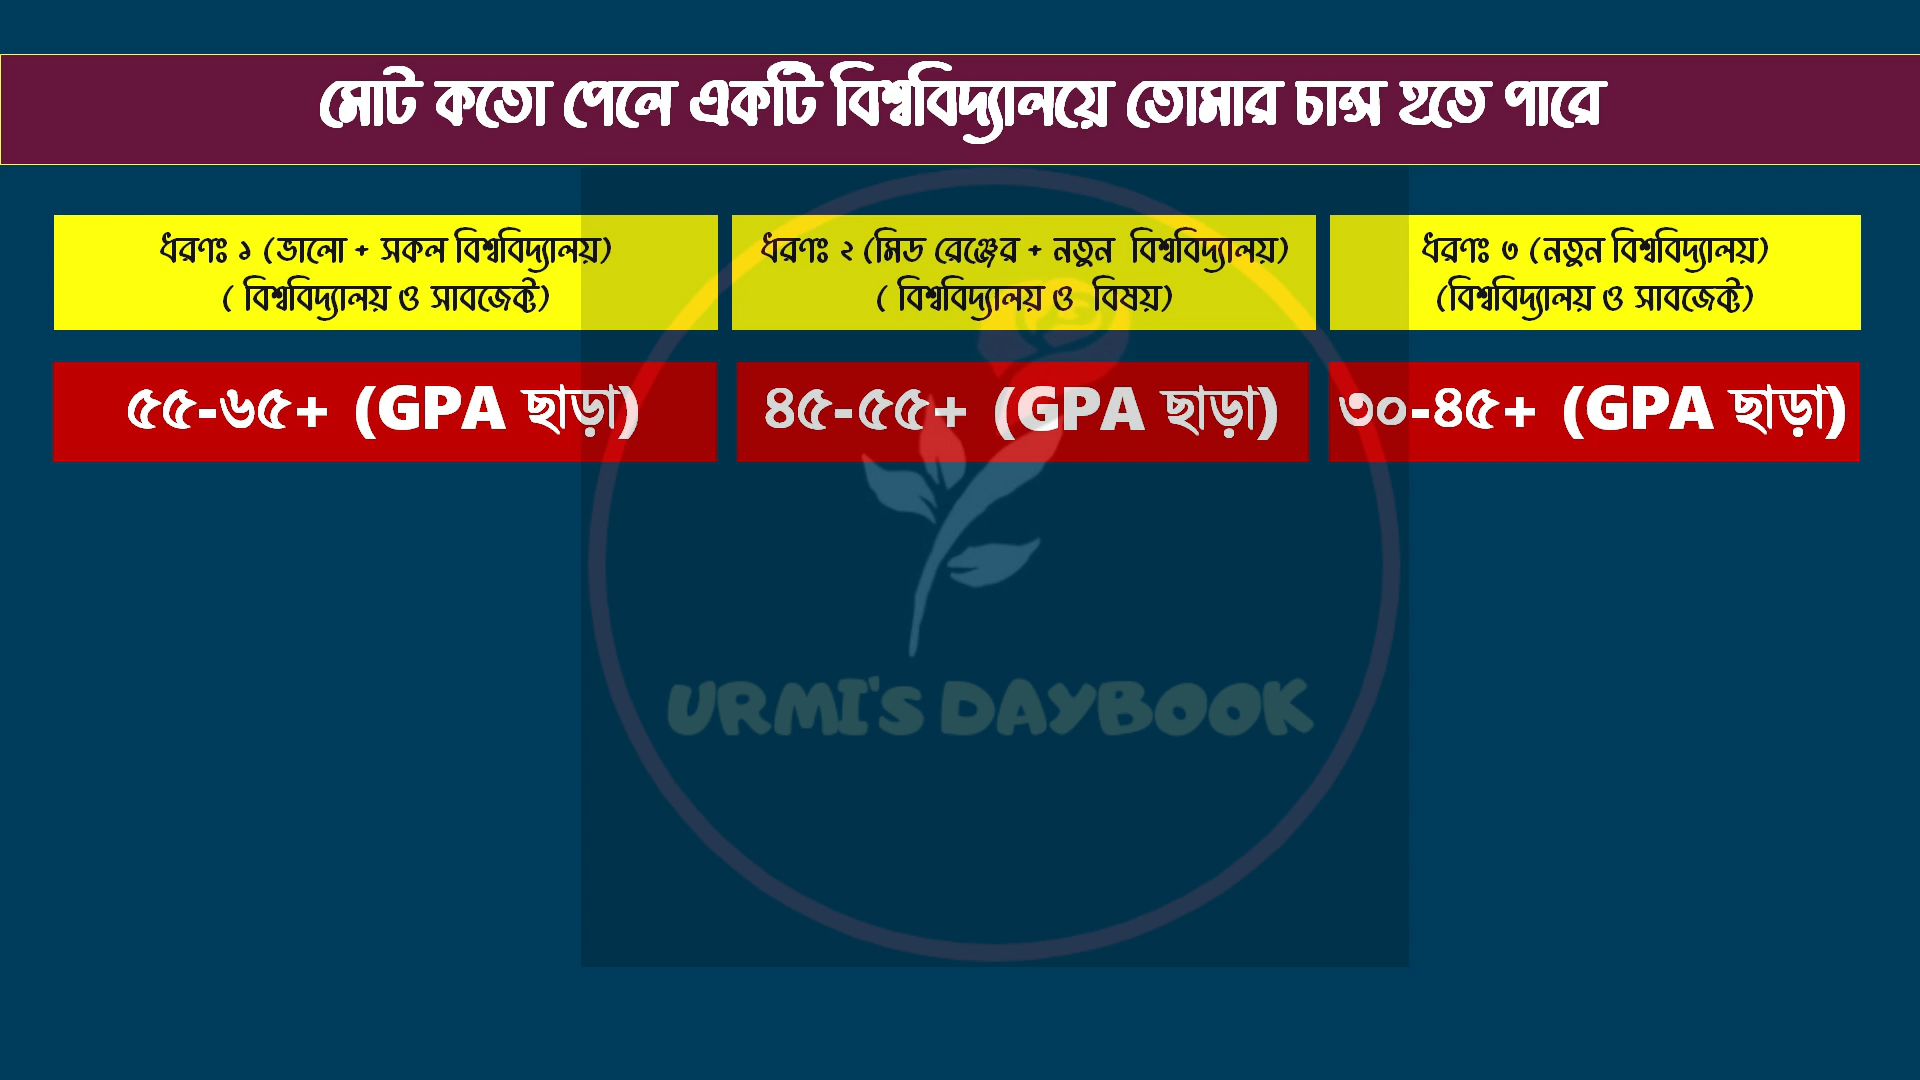 মোট কতো পেলে একটি বিশ্ববিদ্যালয়ে তোমার চান্স হতে পারে
ধরণঃ ১ (ভালো + সকল বিশ্ববিদ্যালয়)
( বিশ্ববিদ্যালয় ও সাবজেক্ট)
ধরণঃ ২ (মিড রেঞ্জের + নতুন বিশ্ববিদ্যালয়)
( বিশ্ববিদ্যালয় ও বিষয়)
ধরণঃ ৩ (নতুন বিশ্ববিদ্যালয়)
(বিশ্ববিদ্যালয় ও সাবজেক্ট)
৫৫-৬৫+ (GPA ছাড়া)
৪৫-৫৫+ (GPA ছাড়া)
৩০-৪৫+ (GPA ছাড়া)
URMI'S DAYBOOK